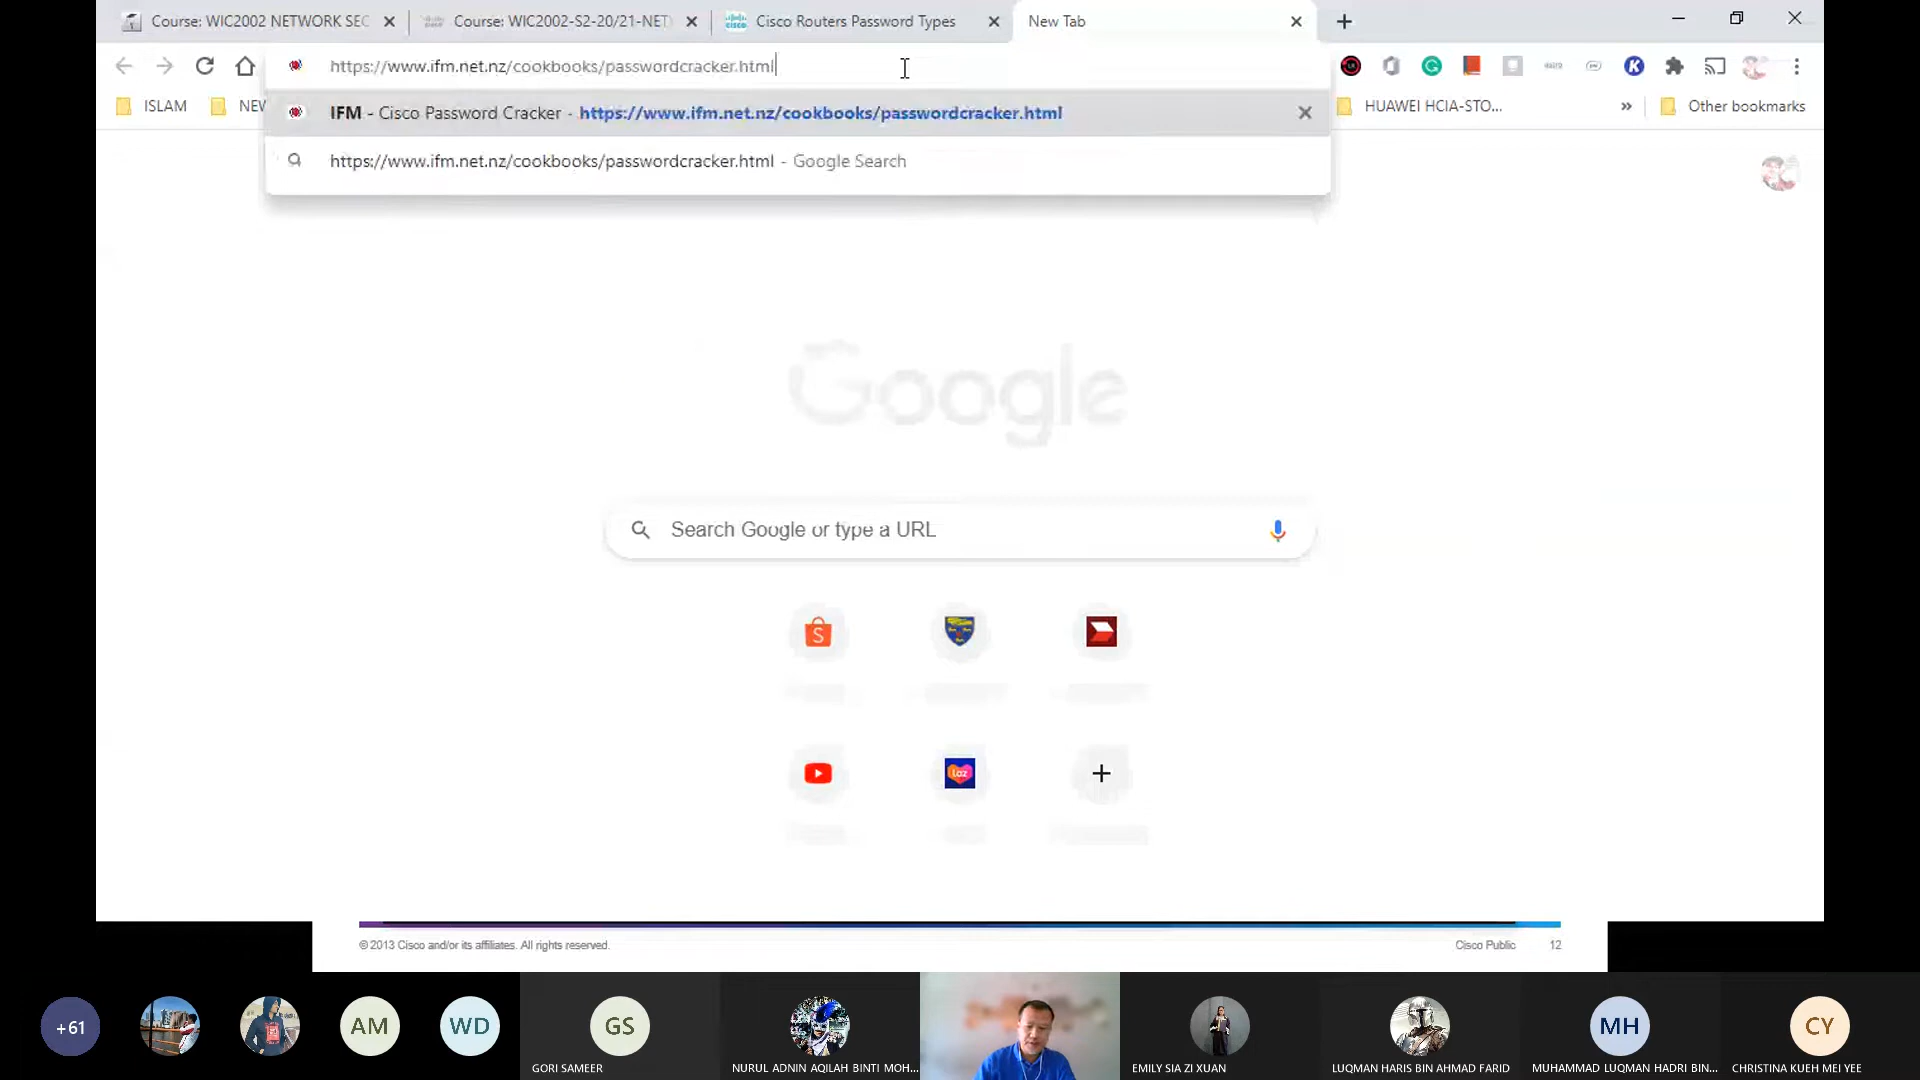 Course: WIC2002 NETWORK SEC
Course: WIC2002-S2-20/21-NET
Cisco Routers Password Types
New Tab
https://www.ifm.net.nz/cookbooks/passwordcracker.html
ISLAM
NEW
IFM - Cisco Password Cracker - https://www.ifm.net.nz/cookbooks/passwordcracker.html
HUAWEI HCIA-STO...
Other bookmarks
https://www.ifm.net.nz/cookbooks/passwordcracker.html - Google Search
Google
Search Google or type a URL
© 2013 Cisco and/or its affiliates. All rights reserved.
Cisco Public
12
+61
AM
WD
GS
MH
CY
GORI SAMEER
NURUL ADNIN AQILAH BINTI MOH...
EMILY SIA ZI XUAN
LUQMAN HARIS BIN AHMAD FARID
MUHAMMAD LUQMAN HADRI BIN...
CHRISTINA KUEH MEI YEE